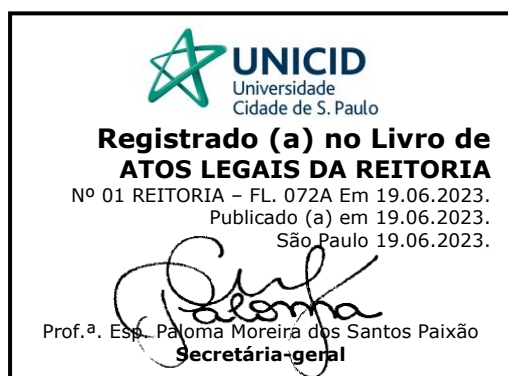 UNICID
Universidade
Cidade de S. Paulo
Registrado (a) no Livro de
ATOS LEGAIS DA REITORIA
Nº 01 REITORIA – FL. 072A Em 19.06.2023.
Publicado (a) em 19.06.2023.
São Paulo 19.06.2023.
Paloma
Prof.ª. Esp. Paloma Moreira dos Santos Paixão
Secretária-geral